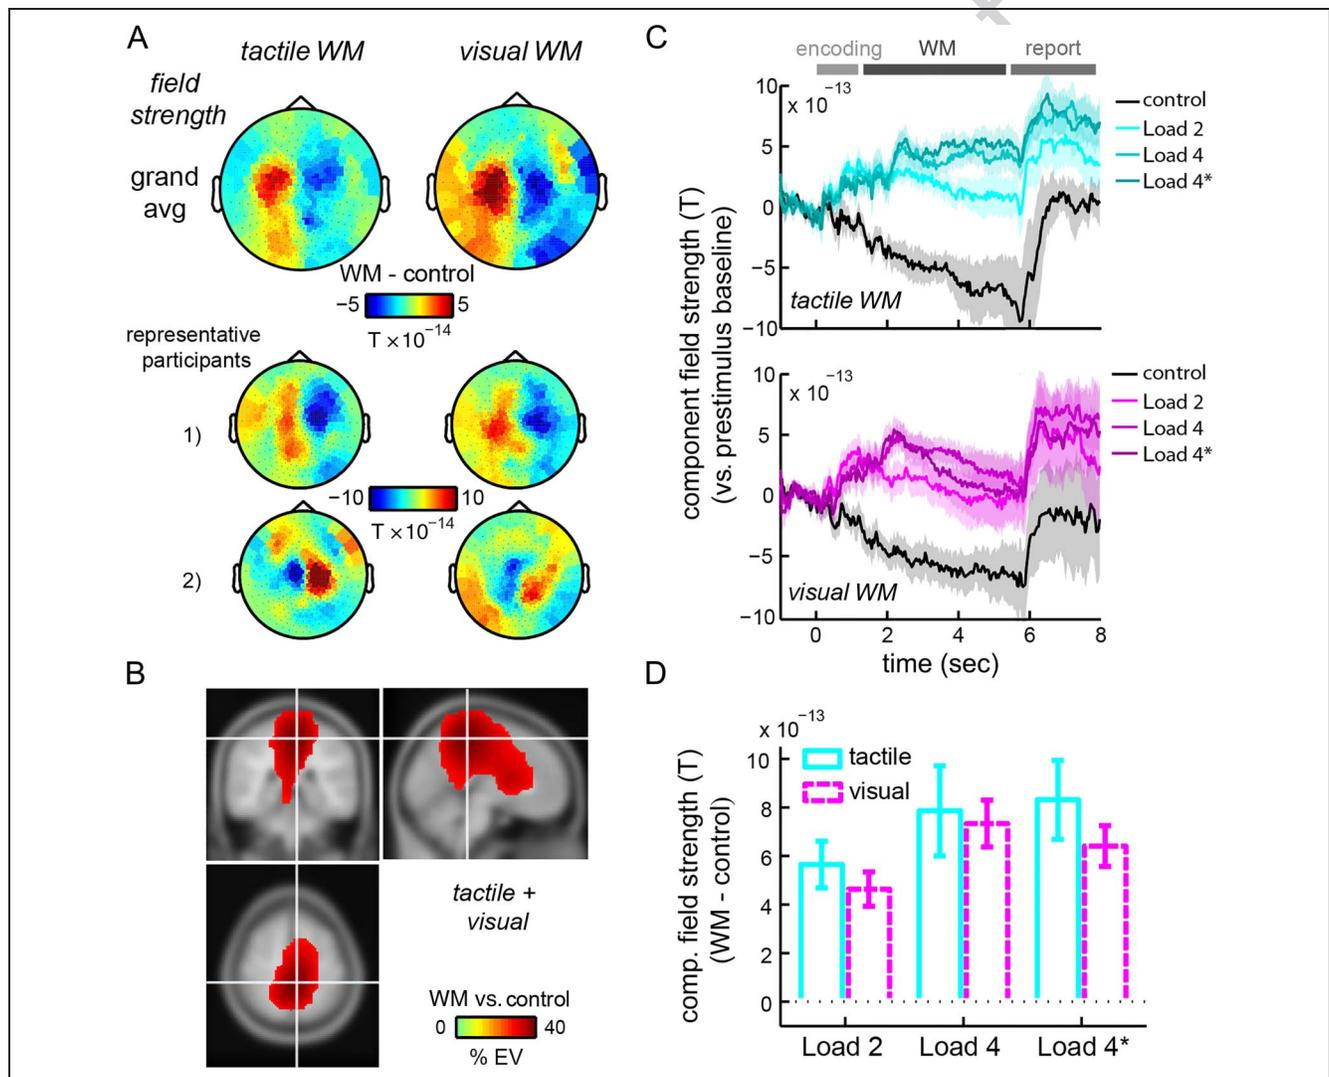 A
tactile WM
visual WM
field
strength
grand
avg
WM - control
−5
5
T ×10−14
representative
participants
1)
−10
10
T ×10−14
2)
B
tactile +
visual
WM vs. control
0
40
% EV
C
encoding
WM
report
component field strength (T)
(vs. prestimulus baseline)
10
x 10−13
5
0
−5
−10
tactile WM
control
Load 2
Load 4
Load 4*
10
x 10−13
5
0
−5
−10
visual WM
control
Load 2
Load 4
Load 4*
0
2
4
6
8
time (sec)
D
comp. field strength (T)
(WM - control)
x 10−13
10
8
6
4
2
0
tactile
visual
Load 2
Load 4
Load 4*